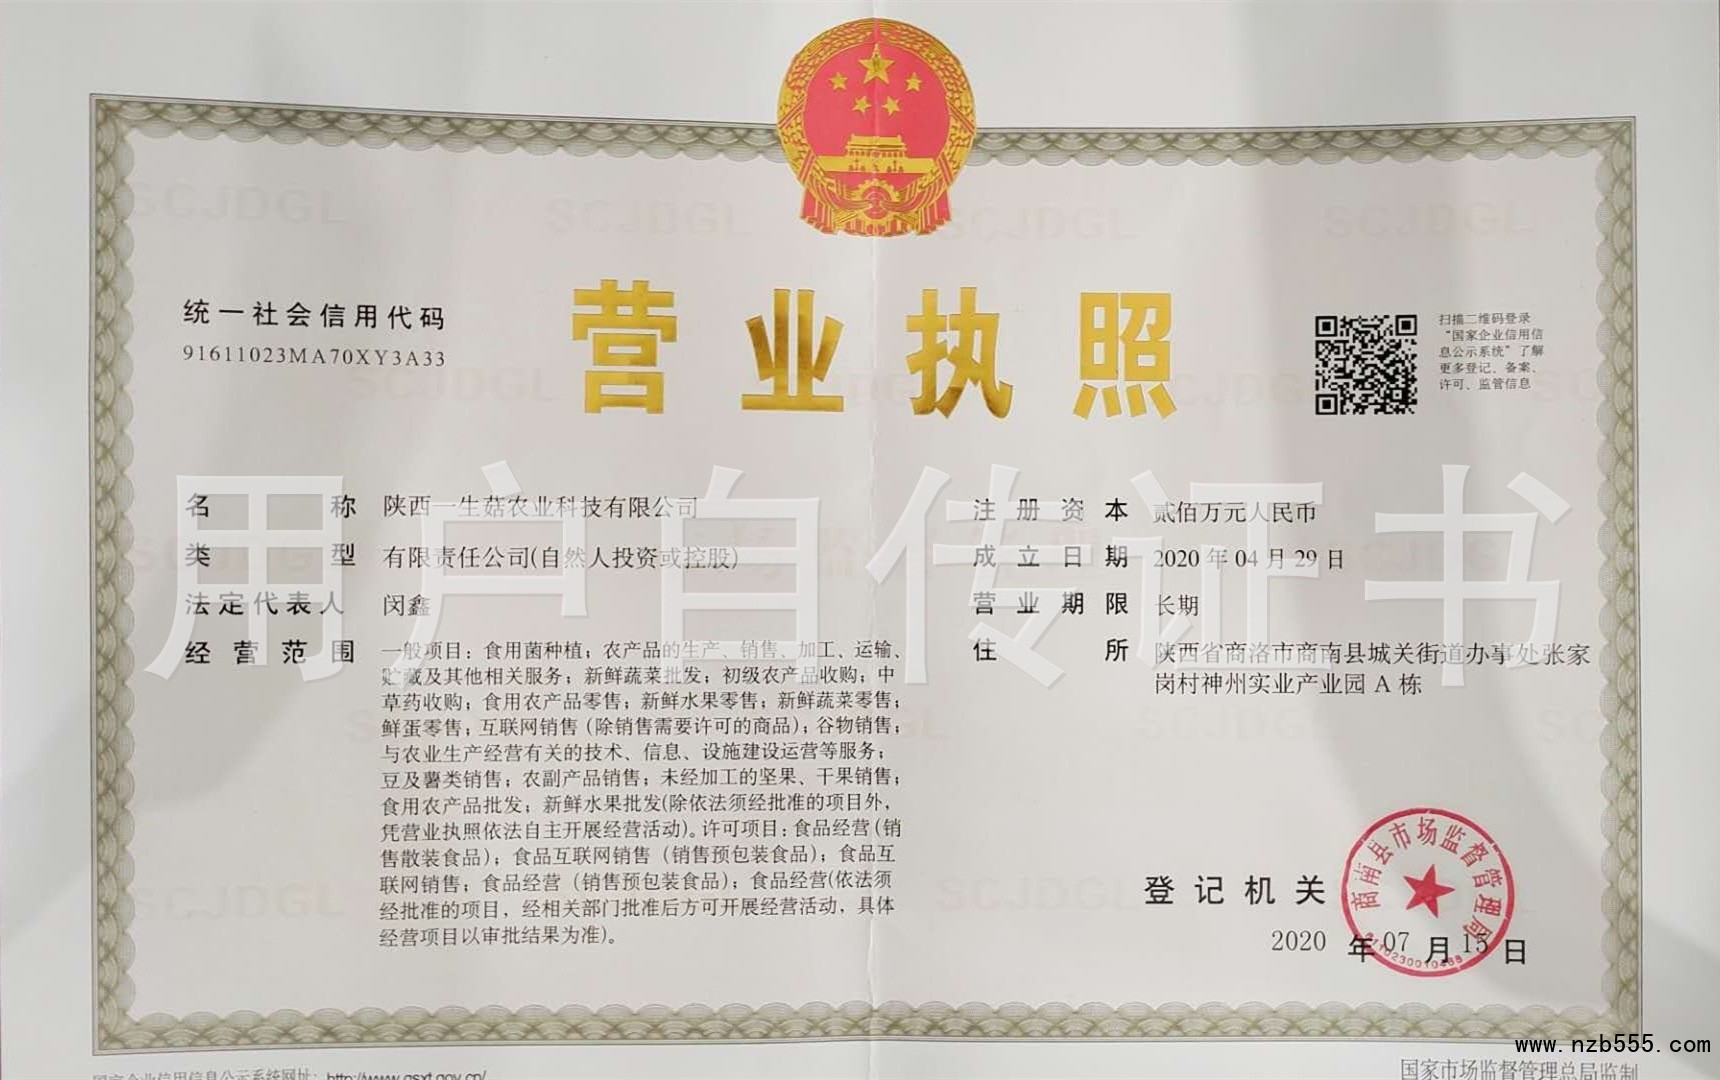 统一社会信用代码
91611023MA70XY3A33
营业执照
扫描二维码登录
“国家企业信用信
息公示系统”了解
更多登记、备案、
许可、监管信息
名称 陕西一生菇农业科技有限公司
类型 有限责任公司(自然人投资或控股)
法定代表人 闵鑫
经营范围 一般项目：食用菌种植；农产品的生产、销售、加工、运输、
贮藏及其他相关服务；新鲜蔬菜批发；初级农产品收购；中
草药收购；食用农产品零售；新鲜水果零售；新鲜蔬菜零售；
鲜蛋零售；互联网销售（除销售需要许可的商品）；谷物销售；
与农业生产经营有关的技术、信息、设施建设运营等服务；
豆及薯类销售；农副产品销售；未经加工的坚果、干果销售；
食用农产品批发；新鲜水果批发(除依法须经批准的项目外，
凭营业执照依法自主开展经营活动)。许可项目：食品经营（销
售散装食品）；食品互联网销售（销售预包装食品）；食品互
联网销售；食品经营（销售预包装食品）；食品经营(依法须
经批准的项目，经相关部门批准后方可开展经营活动，具体
经营项目以审批结果为准)。
注册资本 贰佰万元人民币
成立日期 2020年04月29日
营业期限 长期
住所 陕西省商洛市商南县城关街道办事处张家
岗村神州实业产业园A栋
登记机关
商南县市场监督管理局
2020年07月15日
用户自传证书
SCJDGL
国家企业信用信息公示系统网址：http://www.gsxt.gov.cn/
国家市场监督管理总局监制
www.nzb555.com